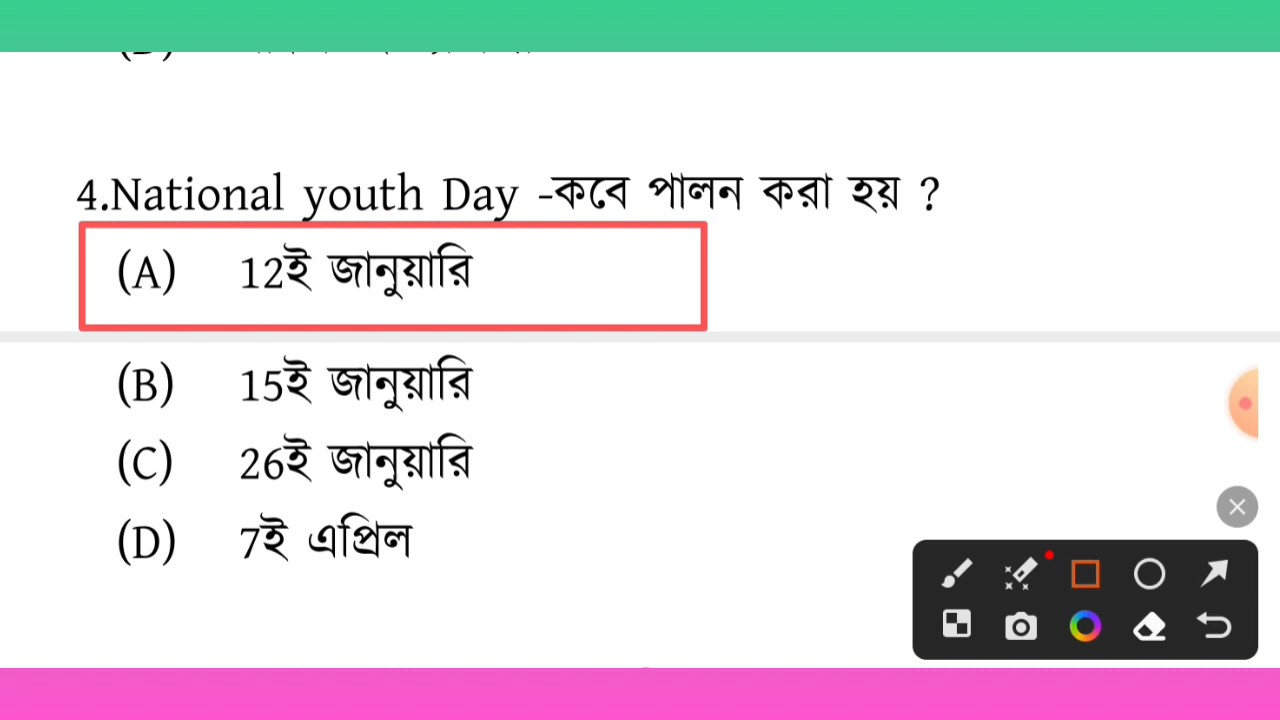 4.National youth Day -কবে পালন করা হয় ?
(A) 12ই জানুয়ারি
(B) 15ই জানুয়ারি
(C) 26ই জানুয়ারি
(D) 7ই এপ্রিল